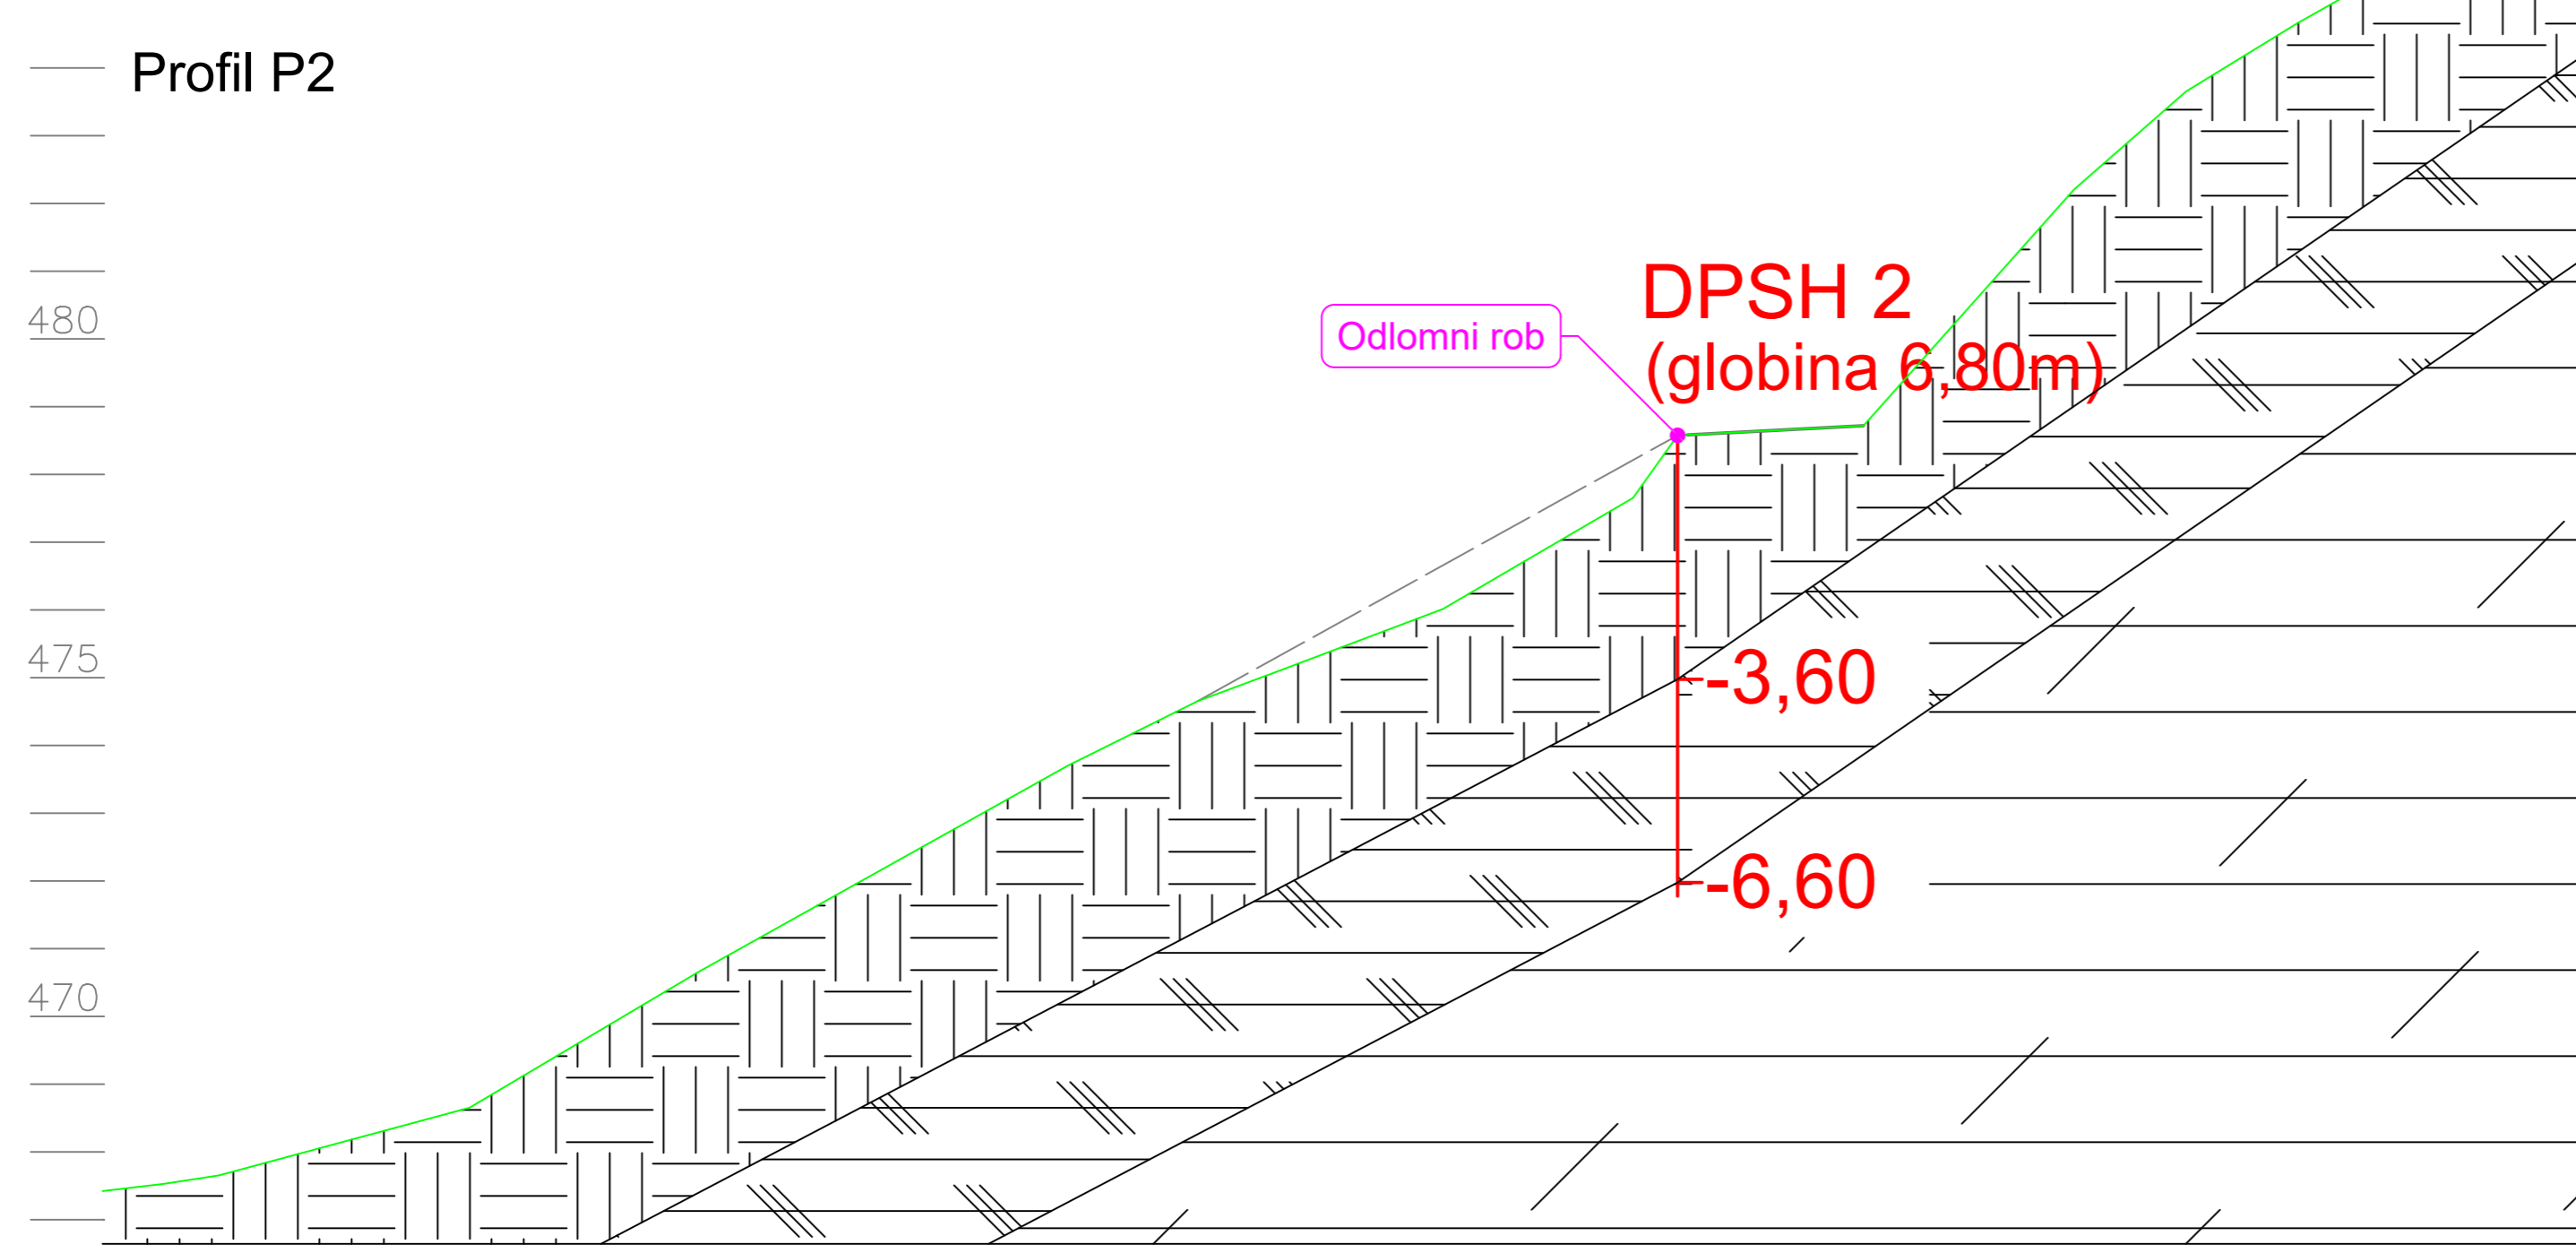 Profil P2
480
475
470
Odlomni rob
DPSH 2
(globina 6,80m)
-3,60
-6,60